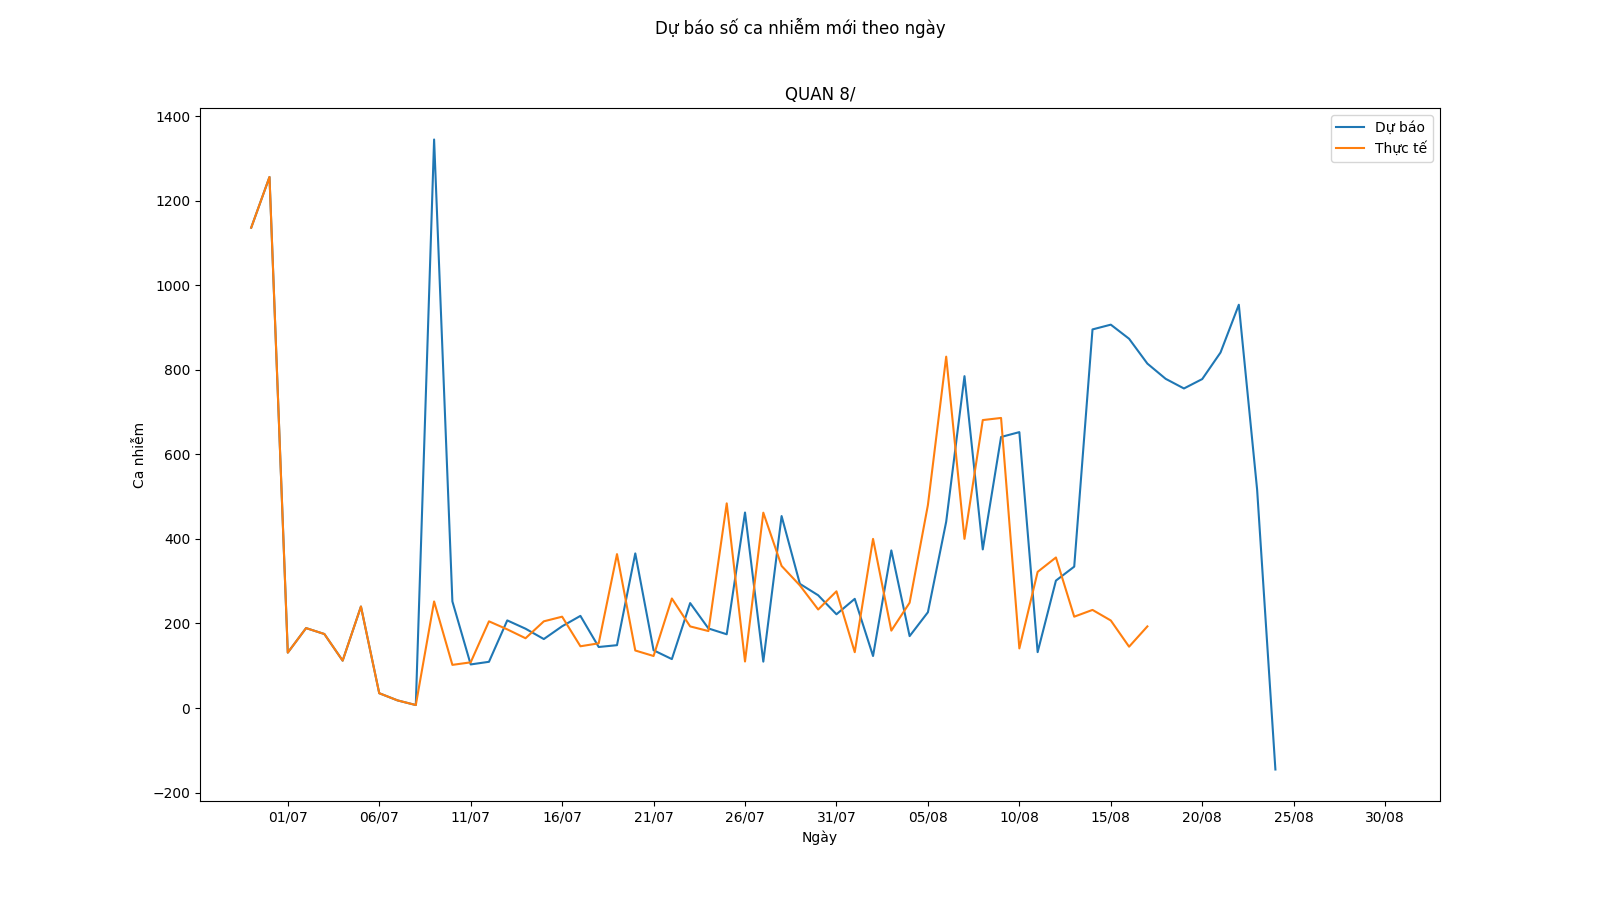 Dự báo số ca nhiễm mới theo ngày
QUAN 8/
Dự báo
Thực tế
1400
1200
1000
800
600
400
200
0
−200
Ca nhiễm
01/07 06/07 11/07 16/07 21/07 26/07 31/07 05/08 10/08 15/08 20/08 25/08 30/08
Ngày